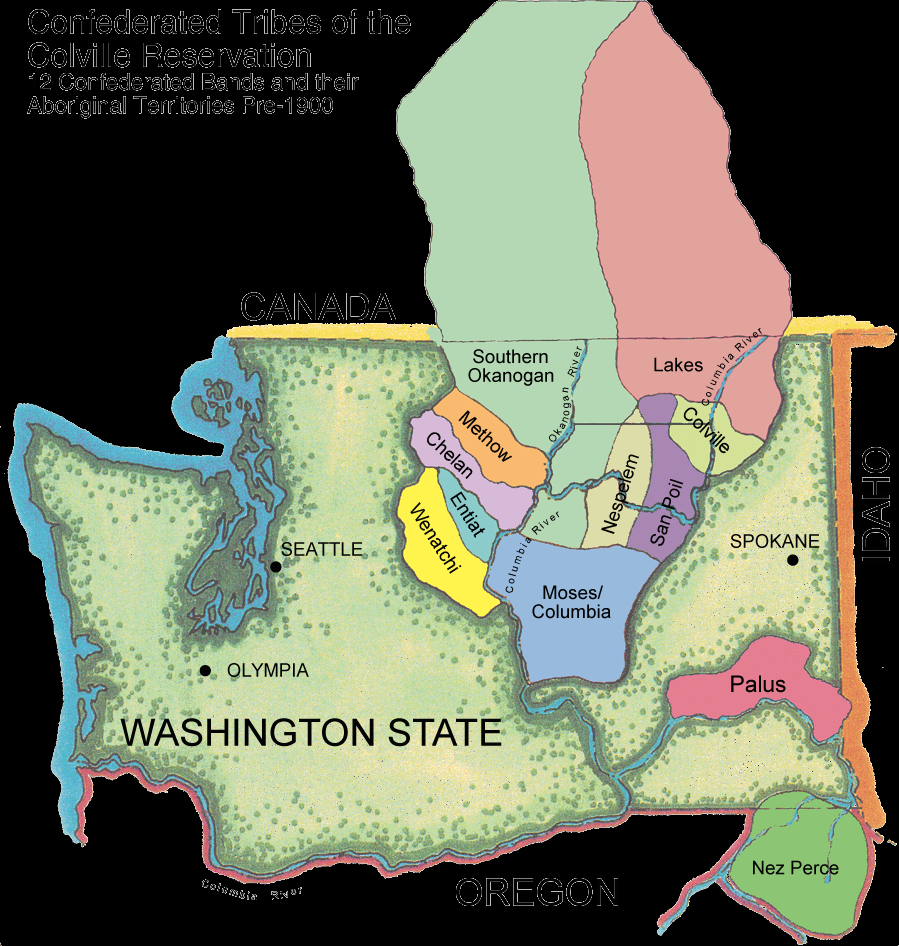 Confederated Tribes of the
Colville Reservation
12 Confederated Bands and their
Aboriginal Territories Pre-1900
CANADA
Southern
Okanogan
Okanogan River
Lakes
Columbia River
Methow
Chelan
Colville
Entiat
Wenatchi
Nespelem
San Poil
IDAHO
Columbia River
SEATTLE
SPOKANE
Moses/
Columbia
OLYMPIA
Palus
WASHINGTON STATE
Nez Perce
Columbia River
OREGON